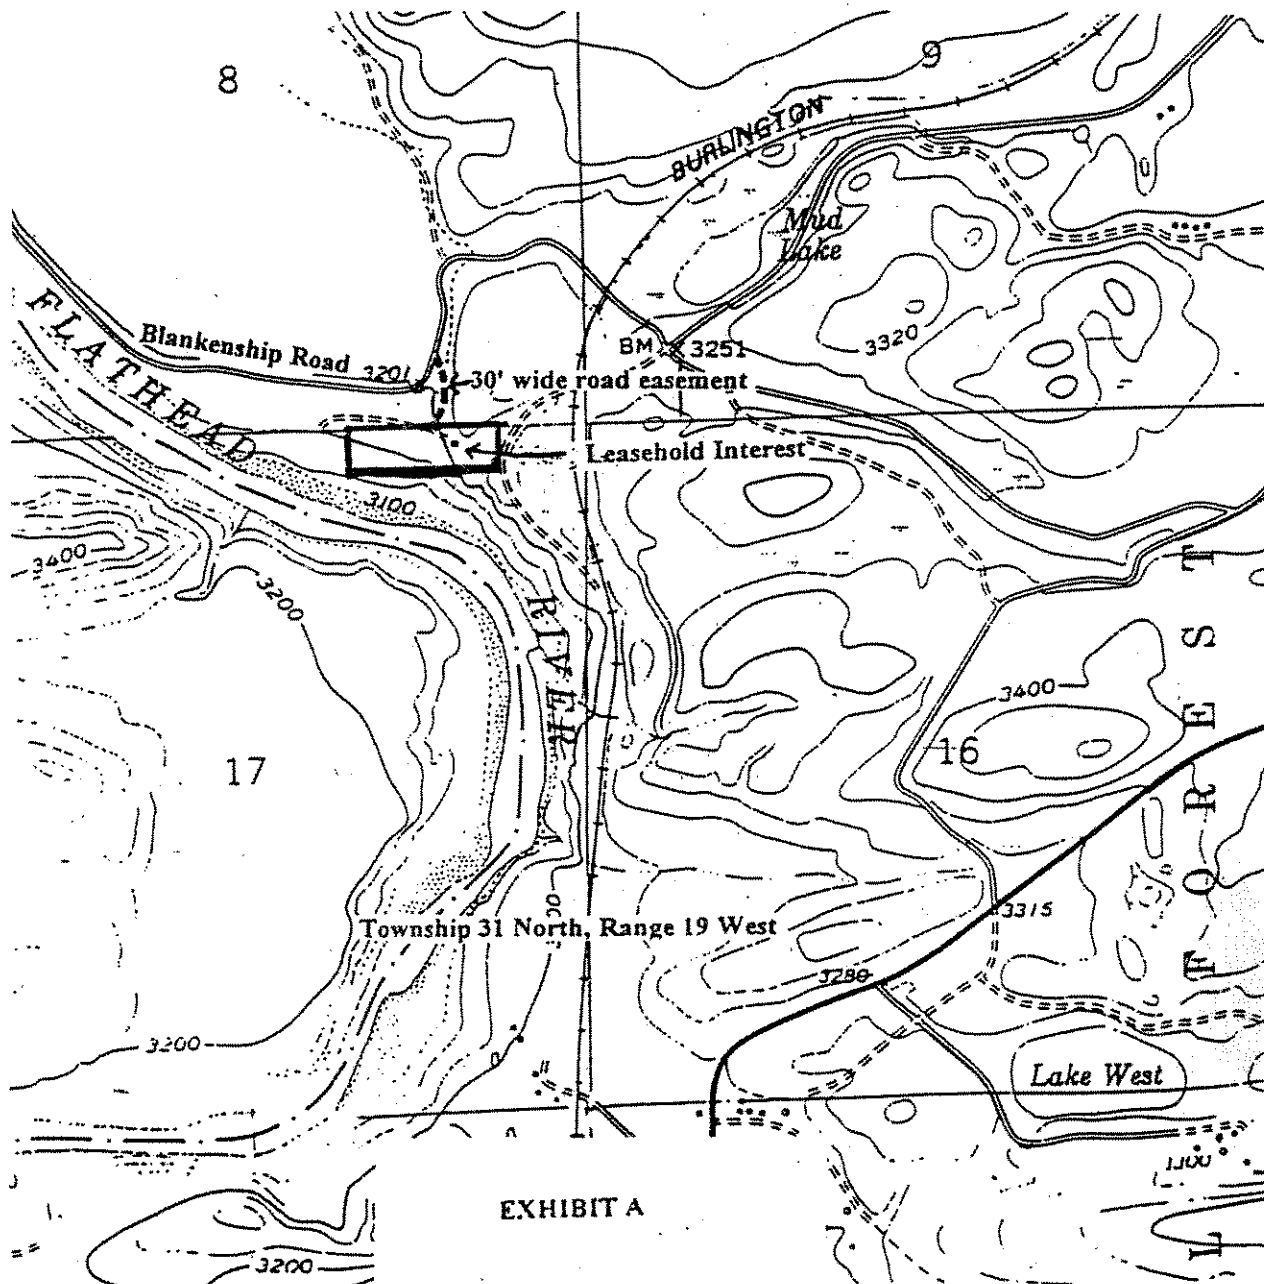 8
9
BURLINGTON
Mud
Lake
FLATHEAD
Blankenship Road
3201
BM
3251
3320
30' wide road easement
Leasehold Interest
3100
3400
3200
RIVER
3400
17
16
FOREST
3315
Township 31 North, Range 19 West
3280
3200
Lake West
EXHIBIT A
3200
L